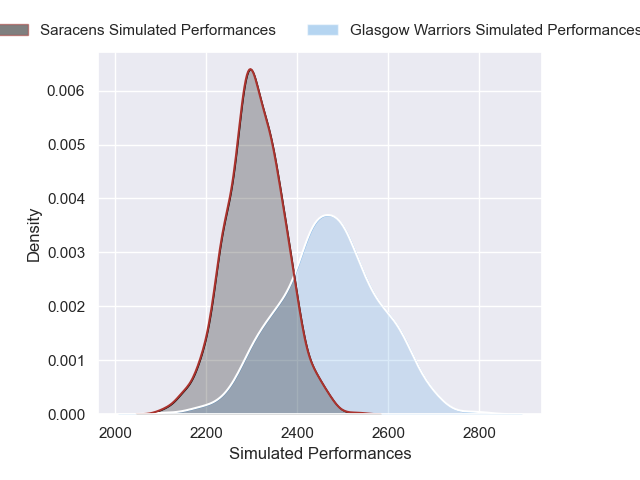 Saracens Simulated Performances
Glasgow Warriors Simulated Performances
0.006
0.005
0.004
0.003
0.002
0.001
0.000
Density
2000 2200 2400 2600 2800
Simulated Performances